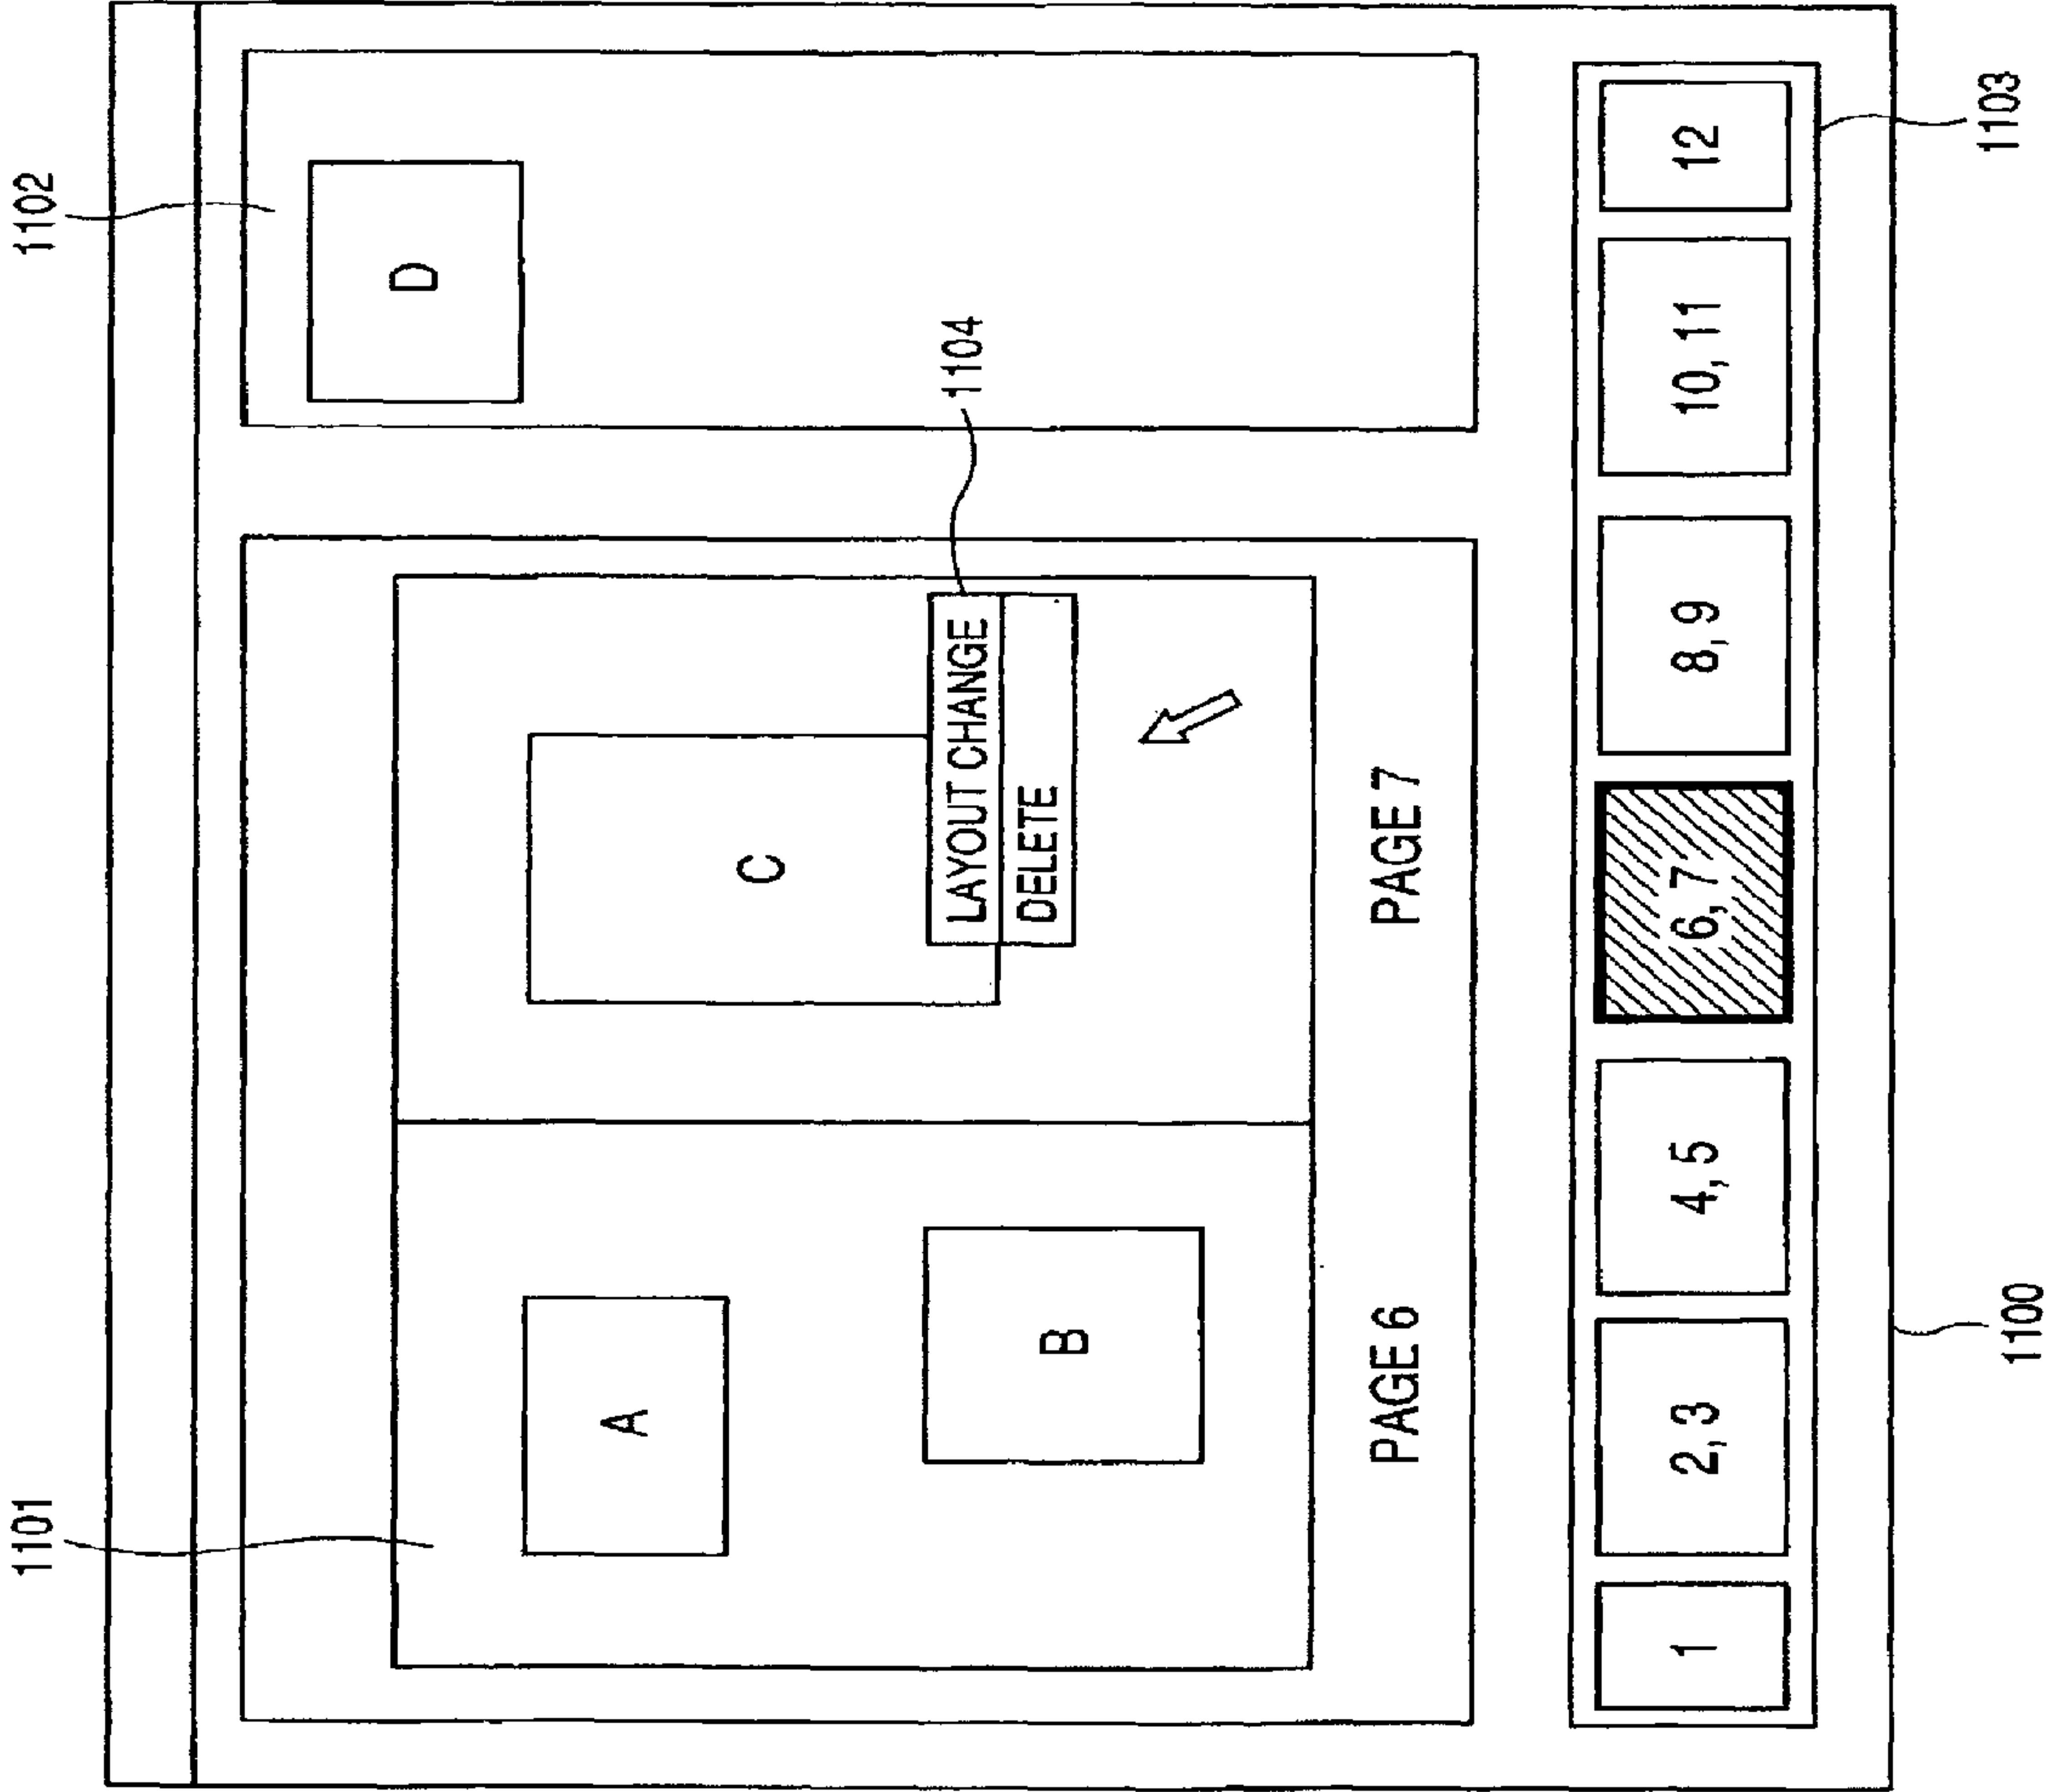 1101
1102
A
B
C
D
1104
LAYOUT CHANGE
DELETE
PAGE 6
PAGE 7
1
2, 3
4, 5
6, 7
8, 9
10, 11
12
1100
1103